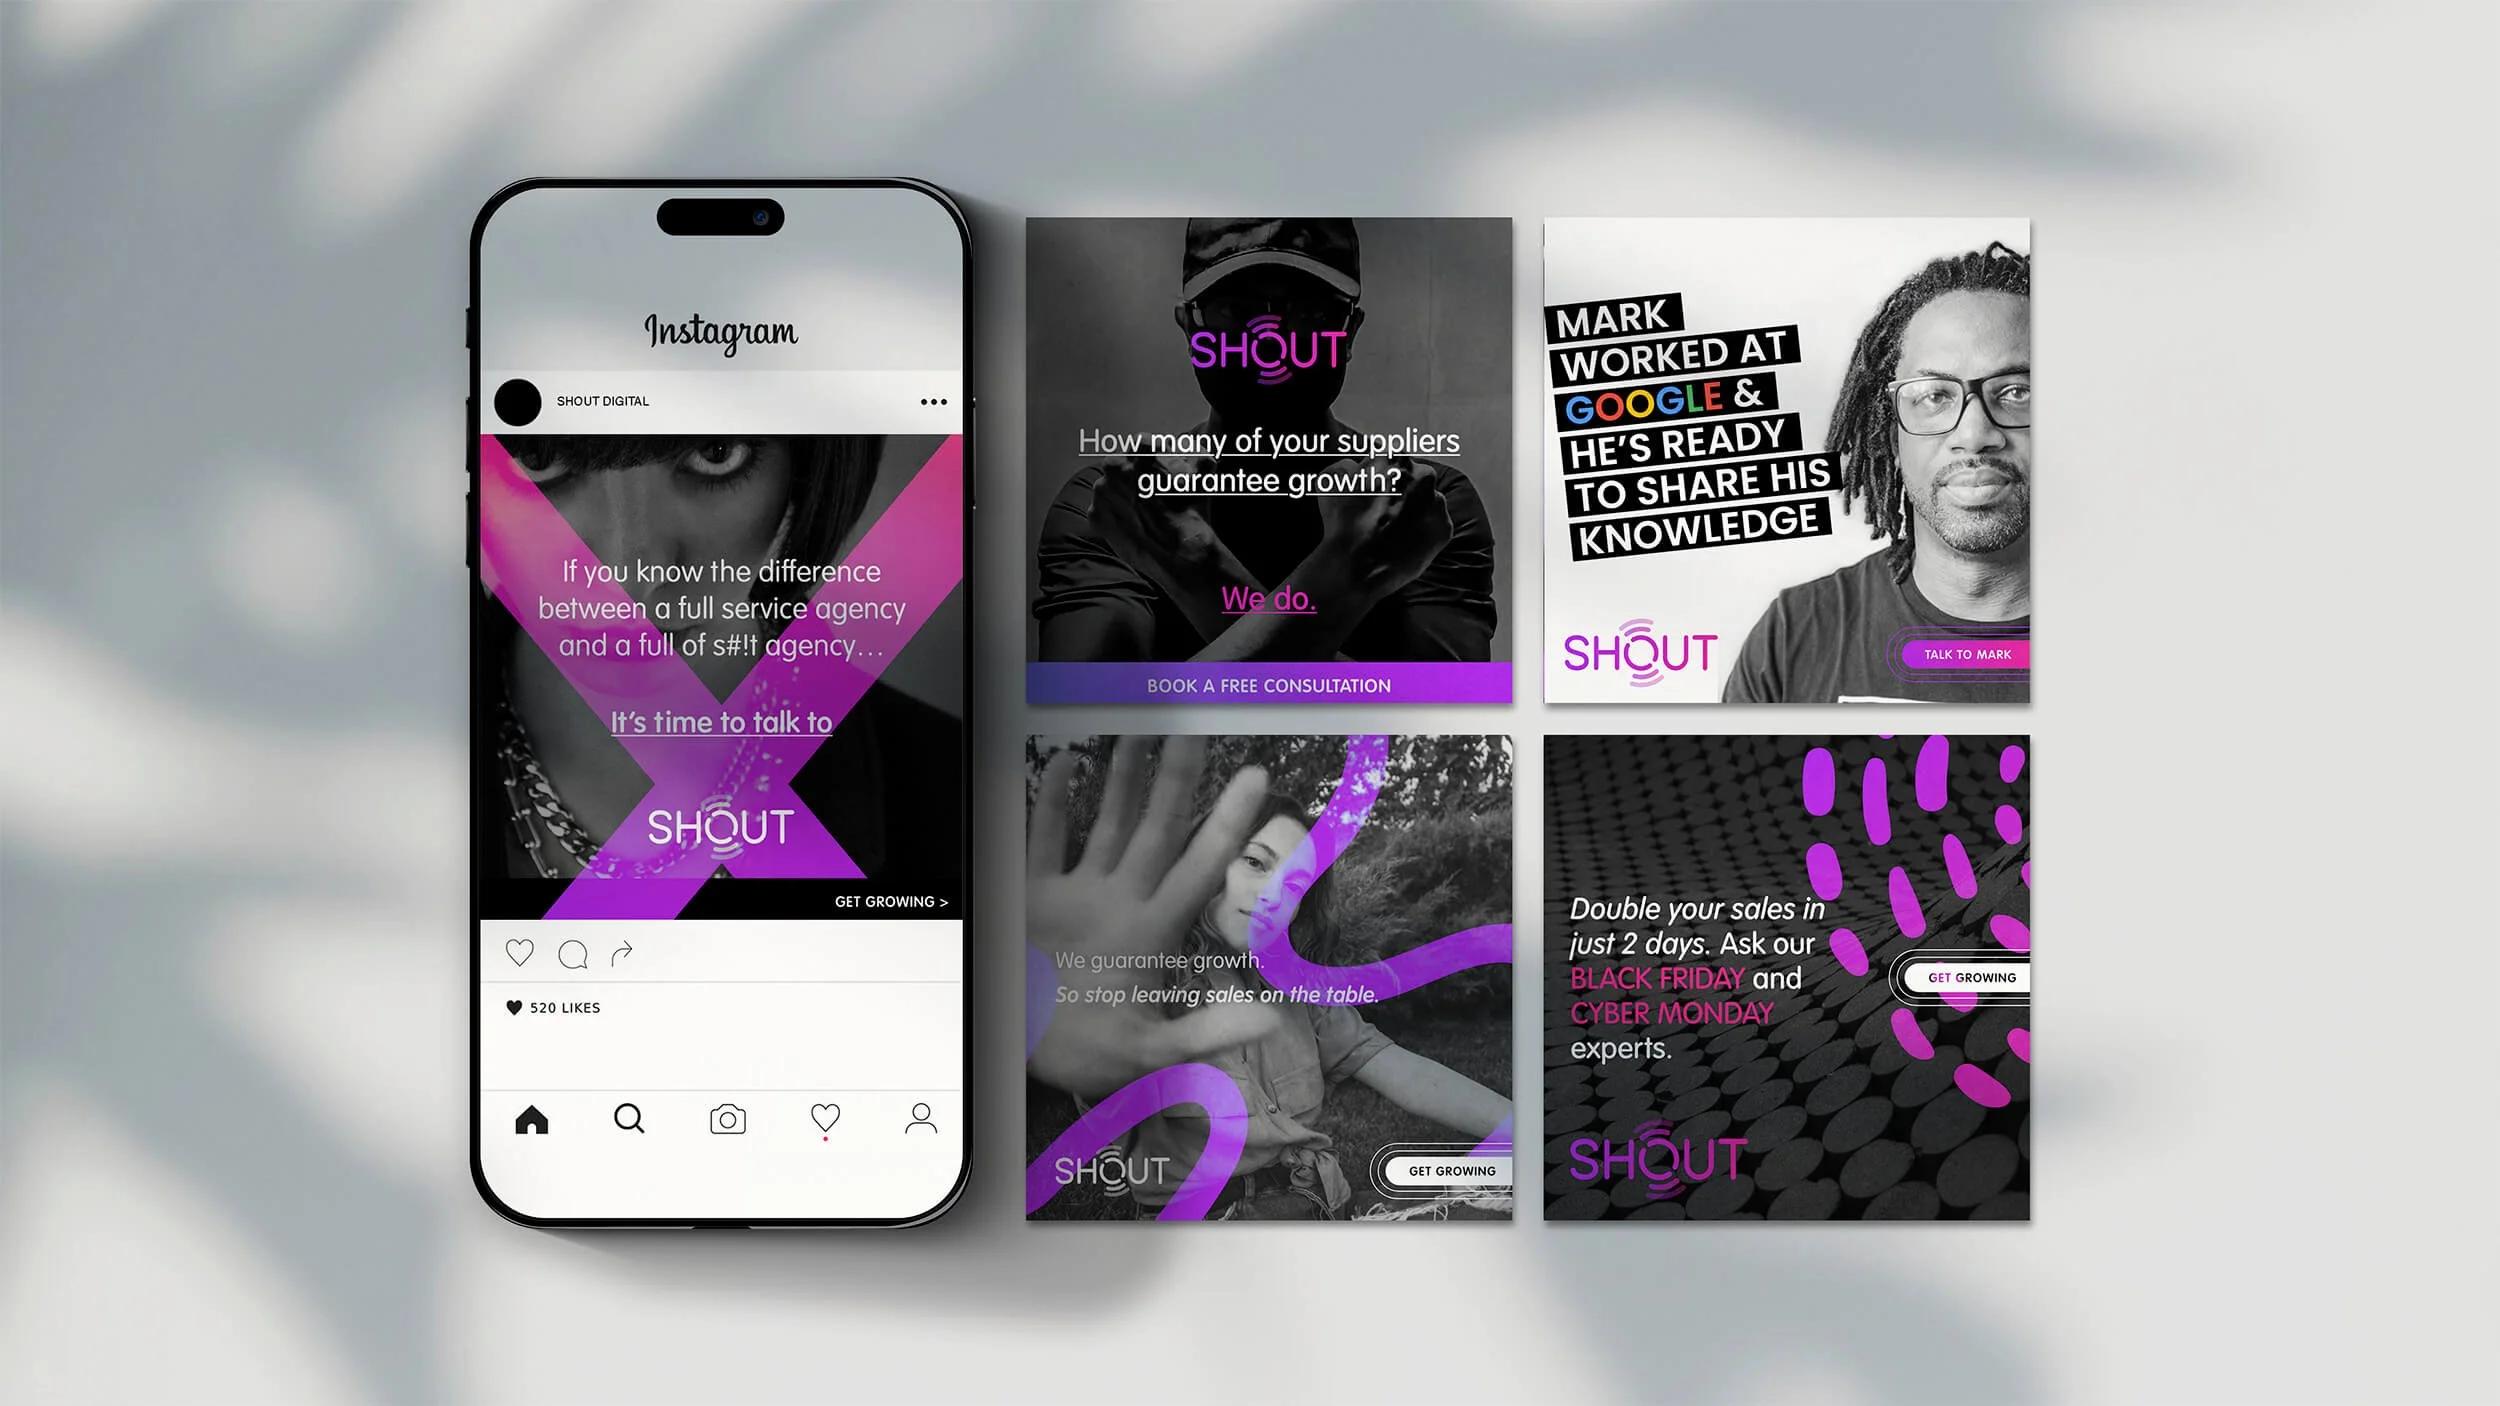 Instagram
SHOUT DIGITAL
If you know the difference
between a full service agency
and a full of s#!t agency...
It's time to talk to
SHOUT
GET GROWING >
520 LIKES
SHOUT
How many of your suppliers
guarantee growth?
We do.
BOOK A FREE CONSULTATION
MARK
WORKED AT
GOOGLE &
HE'S READY
TO SHARE HIS
KNOWLEDGE
SHOUT
TALK TO MARK
We guarantee growth.
So stop leaving sales on the table.
SHOUT
GET GROWING
Double your sales in
just 2 days. Ask our
BLACK FRIDAY and
CYBER MONDAY
experts.
GET GROWING
SHOUT